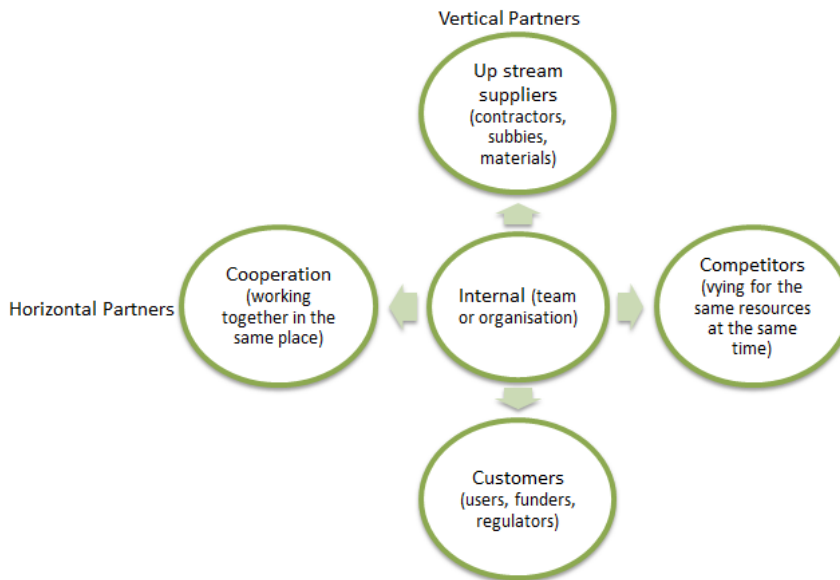 Vertical Partners
Up stream
suppliers
(contractors,
subbies,
materials)
Horizontal Partners
Cooperation
(working
together in the
same place)
Internal (team
or organisation)
Competitors
(vying for the
same resources
at the same
time)
Customers
(users, funders,
regulators)